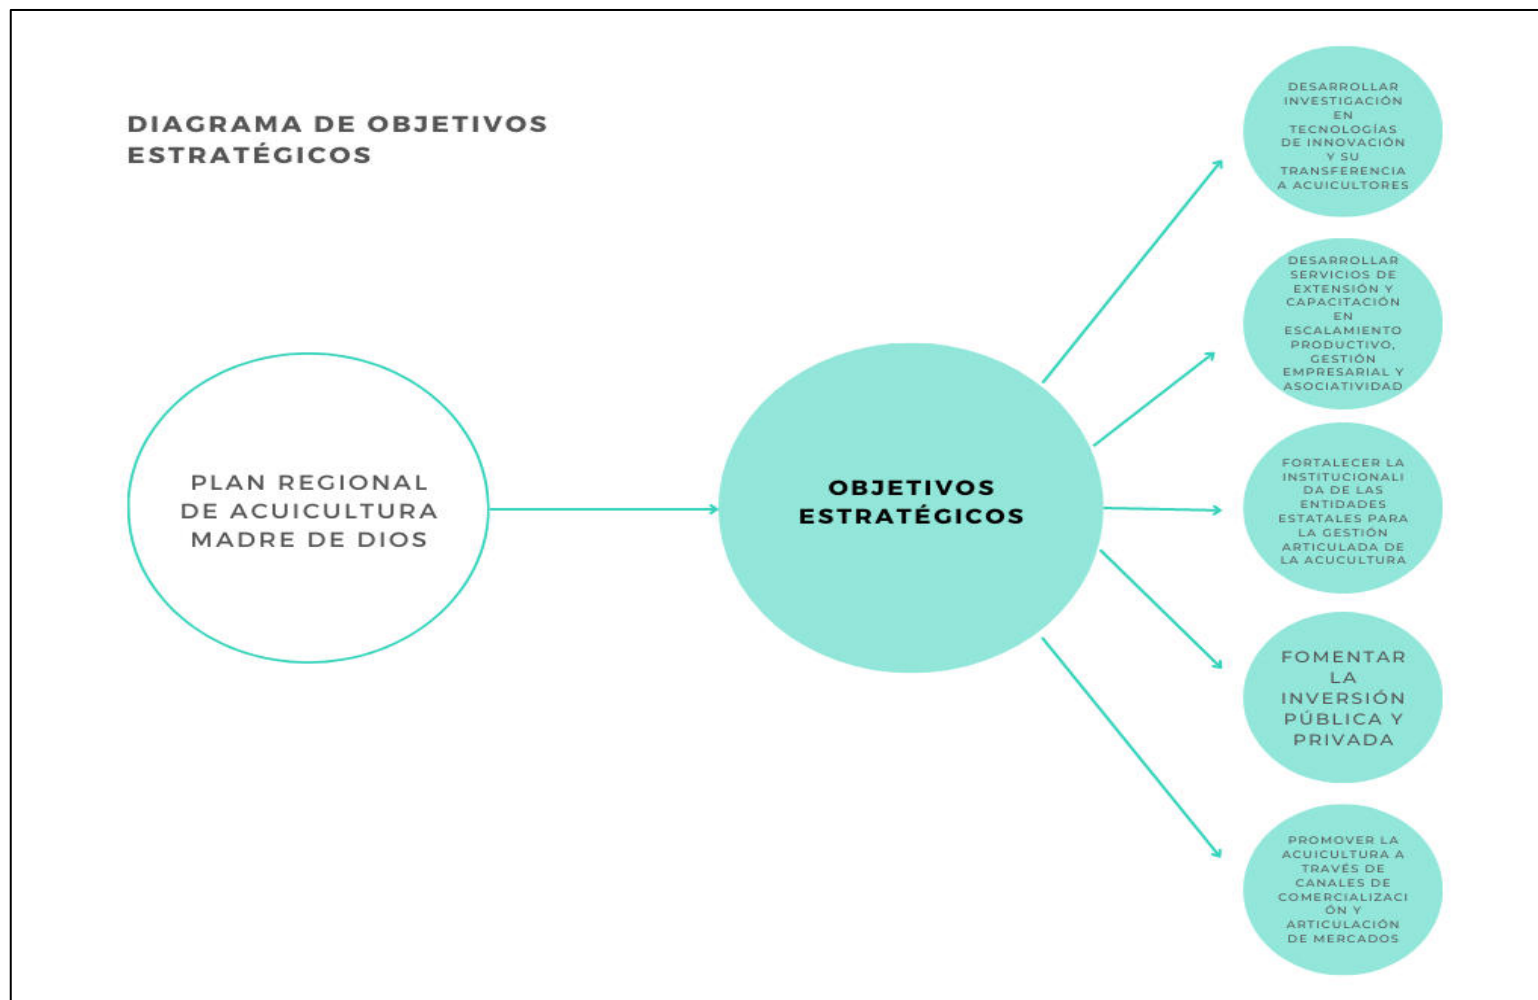 DIAGRAMA DE OBJETIVOS
ESTRATÉGICOS
PLAN REGIONAL
DE ACUICULTURA
MADRE DE DIOS
OBJETIVOS
ESTRATÉGICOS
DESARROLLAR
INVESTIGACIÓN
EN
TECNOLOGÍAS
DE INNOVACIÓN
Y SU
TRANSFERENCIA
A ACUICULTORES
DESARROLLAR
SERVICIOS DE
EXTENSIÓN Y
CAPACITACIÓN
EN
ESCALAMIENTO
PRODUCTIVO,
GESTIÓN
EMPRESARIAL Y
ASOCIATIVIDAD
FORTALECER LA
INSTITUCIONALI
DA DE LAS
ENTIDADES
ESTATALES PARA
LA GESTIÓN
ARTICULADA DE
LA ACUCULTURA
FOMENTAR
LA
INVERSIÓN
PÚBLICA Y
PRIVADA
PROMOVER LA
ACUICULTURA A
TRAVÉS DE
CANALES DE
COMERCIALIZACI
ÓN Y
ARTICULACIÓN
DE MERCADOS